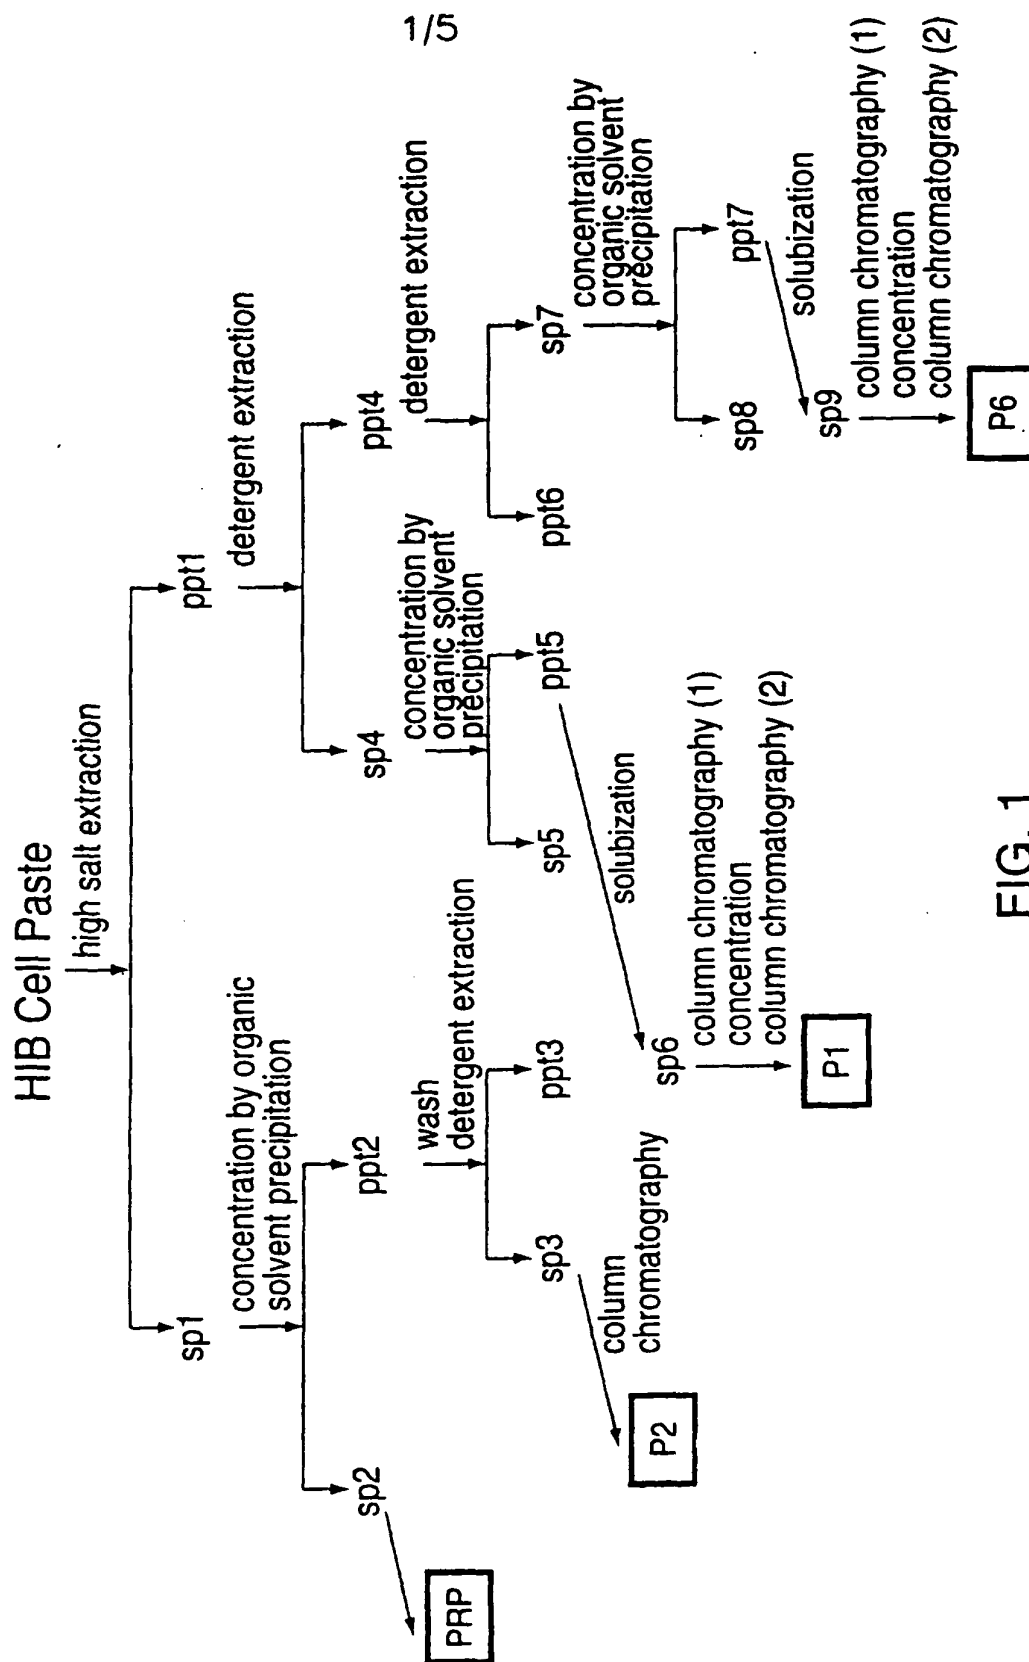 1/5
HIB Cell Paste
high salt extraction
sp1
ppt1
concentration by organic
solvent precipitation
detergent extraction
sp2
ppt2
sp4
ppt4
PRP
wash
detergent extraction
concentration by
organic solvent
precipitation
detergent extraction
sp3
ppt3
sp5
ppt5
ppt6
sp7
column
chromatography
solubization
concentration by
organic solvent
precipitation
P2
sp6
sp8
ppt7
column chromatography (1)
concentration
column chromatography (2)
solubization
P1
sp9
column chromatography (1)
concentration
column chromatography (2)
P6
FIG. 1